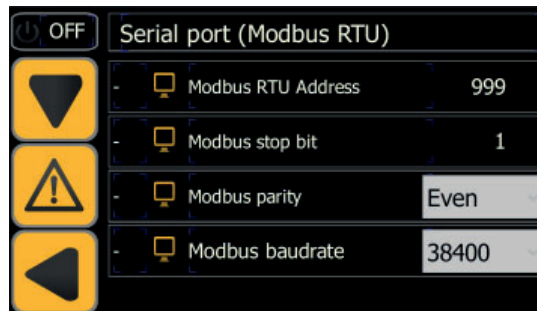 OFF Serial port (Modbus RTU)
- Modbus RTU Address 999
- Modbus stop bit 1
- Modbus parity Even
- Modbus baudrate 38400